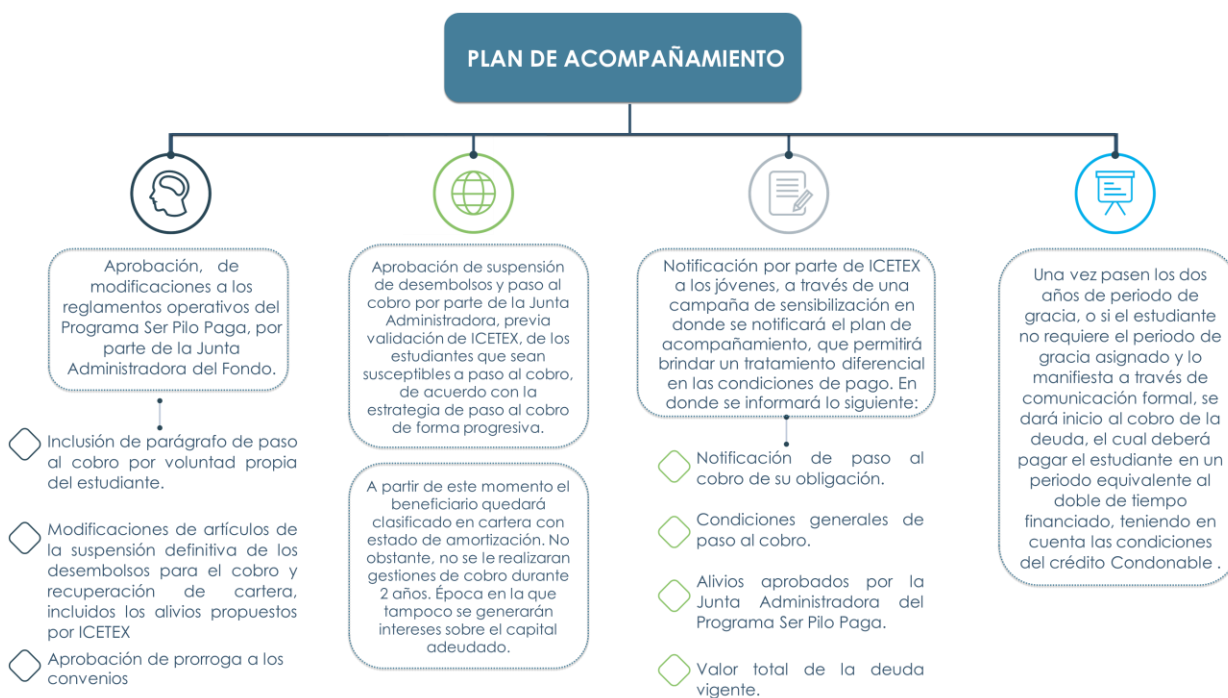 PLAN DE ACOMPAÑAMIENTO
Aprobación, de
modificaciones a los
reglamentos operativos del
Programa Ser Pilo Paga, por
parte de la Junta
Administradora del Fondo.
Inclusión de parágrafo de paso
al cobro por voluntad propia
del estudiante.
Modificaciones de artículos de
la suspensión definitiva de los
desembolsos para el cobro y
recuperación de cartera,
incluidos los alivios propuestos
por ICETEX
Aprobación de prorroga a los
convenios
Aprobación de suspensión
de desembolsos y paso al
cobro por parte de la Junta
Administradora, previa
validación de ICETEX, de los
estudiantes que sean
susceptibles a paso al cobro,
de acuerdo con la
estrategia de paso al cobro
de forma progresiva.
A partir de este momento el
beneficiario quedará
clasificado en cartera con
estado de amortización. No
obstante, no se le realizaran
gestiones de cobro durante
2 años. Época en la que
tampoco se generarán
intereses sobre el capital
adeudado.
Notificación por parte de ICETEX
a los jóvenes, a través de una
campaña de sensibilización en
donde se notificará el plan de
acompañamiento, que permitirá
brindar un tratamiento diferencial
en las condiciones de pago. En
donde se informará lo siguiente:
Notificación de paso al
cobro de su obligación.
Condiciones generales de
paso al cobro.
Alivios aprobados por la
Junta Administradora del
Programa Ser Pilo Paga.
Valor total de la deuda
vigente.
Una vez pasen los dos
años de periodo de
gracia, o si el estudiante
no requiere el periodo de
gracia asignado y lo
manifiesta a través de
comunicación formal, se
dará inicio al cobro de la
deuda, el cual deberá
pagar el estudiante en un
periodo equivalente al
doble de tiempo
financiado, teniendo en
cuenta las condiciones
del crédito Condonable .